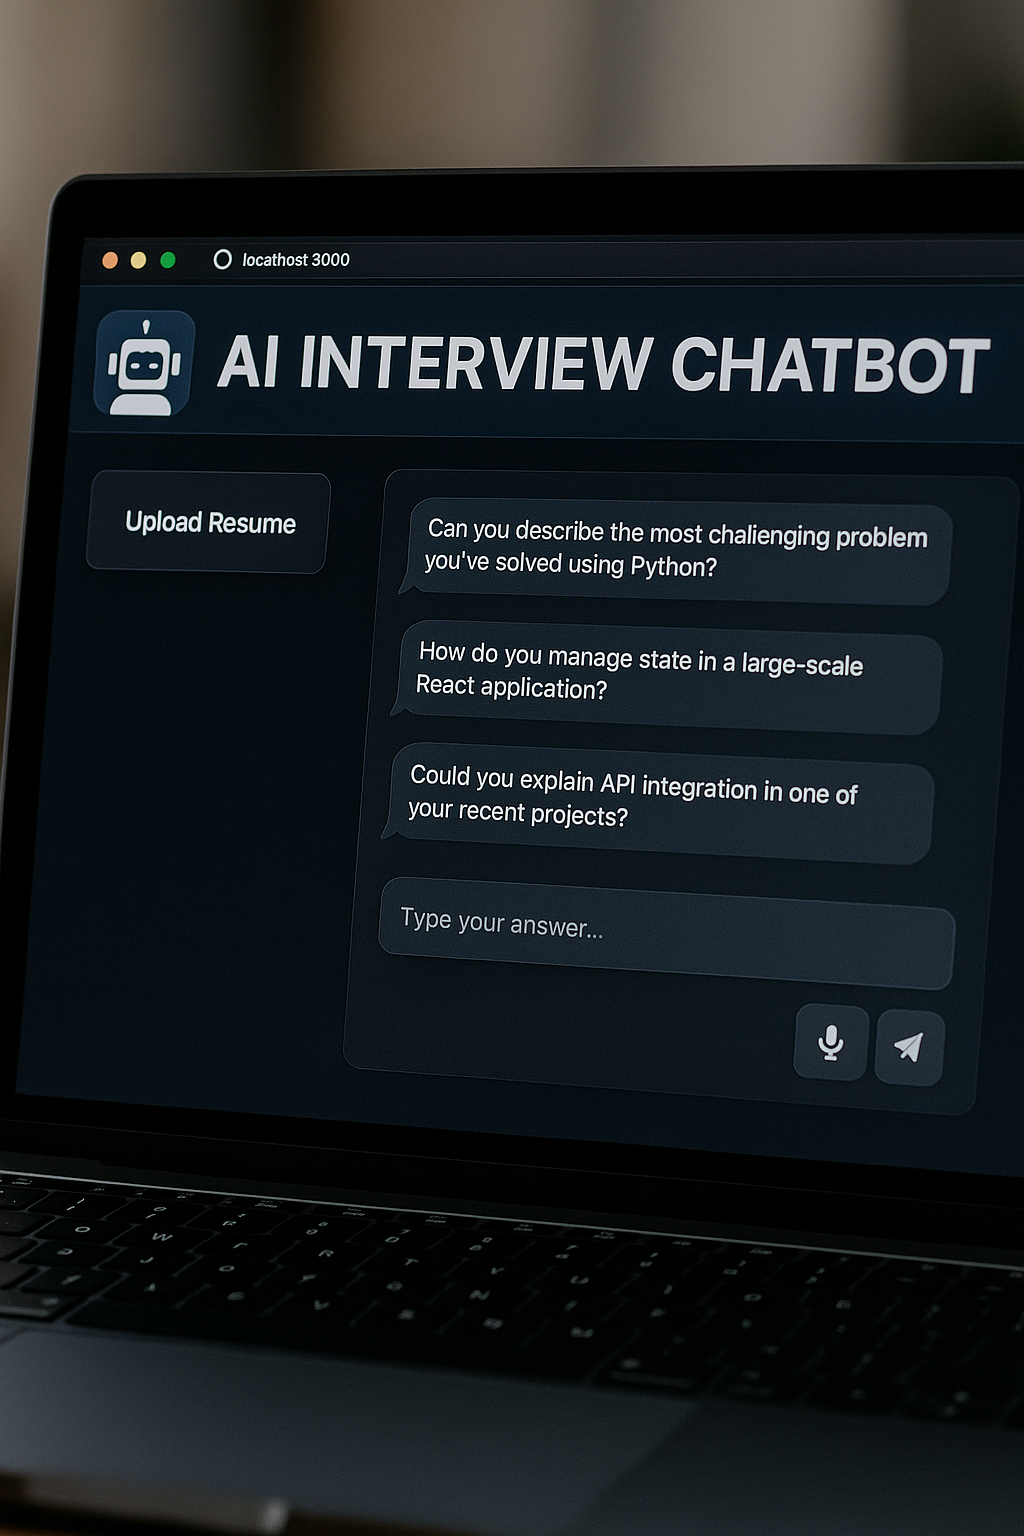 locathost 3000
AI INTERVIEW CHATBOT
Upload Resume
Can you describe the most chalienging problem
you've solved using Python?
How do you manage state in a large-scale
React application?
Could you explain API integration in one of
your recent projects?
Type your answer...